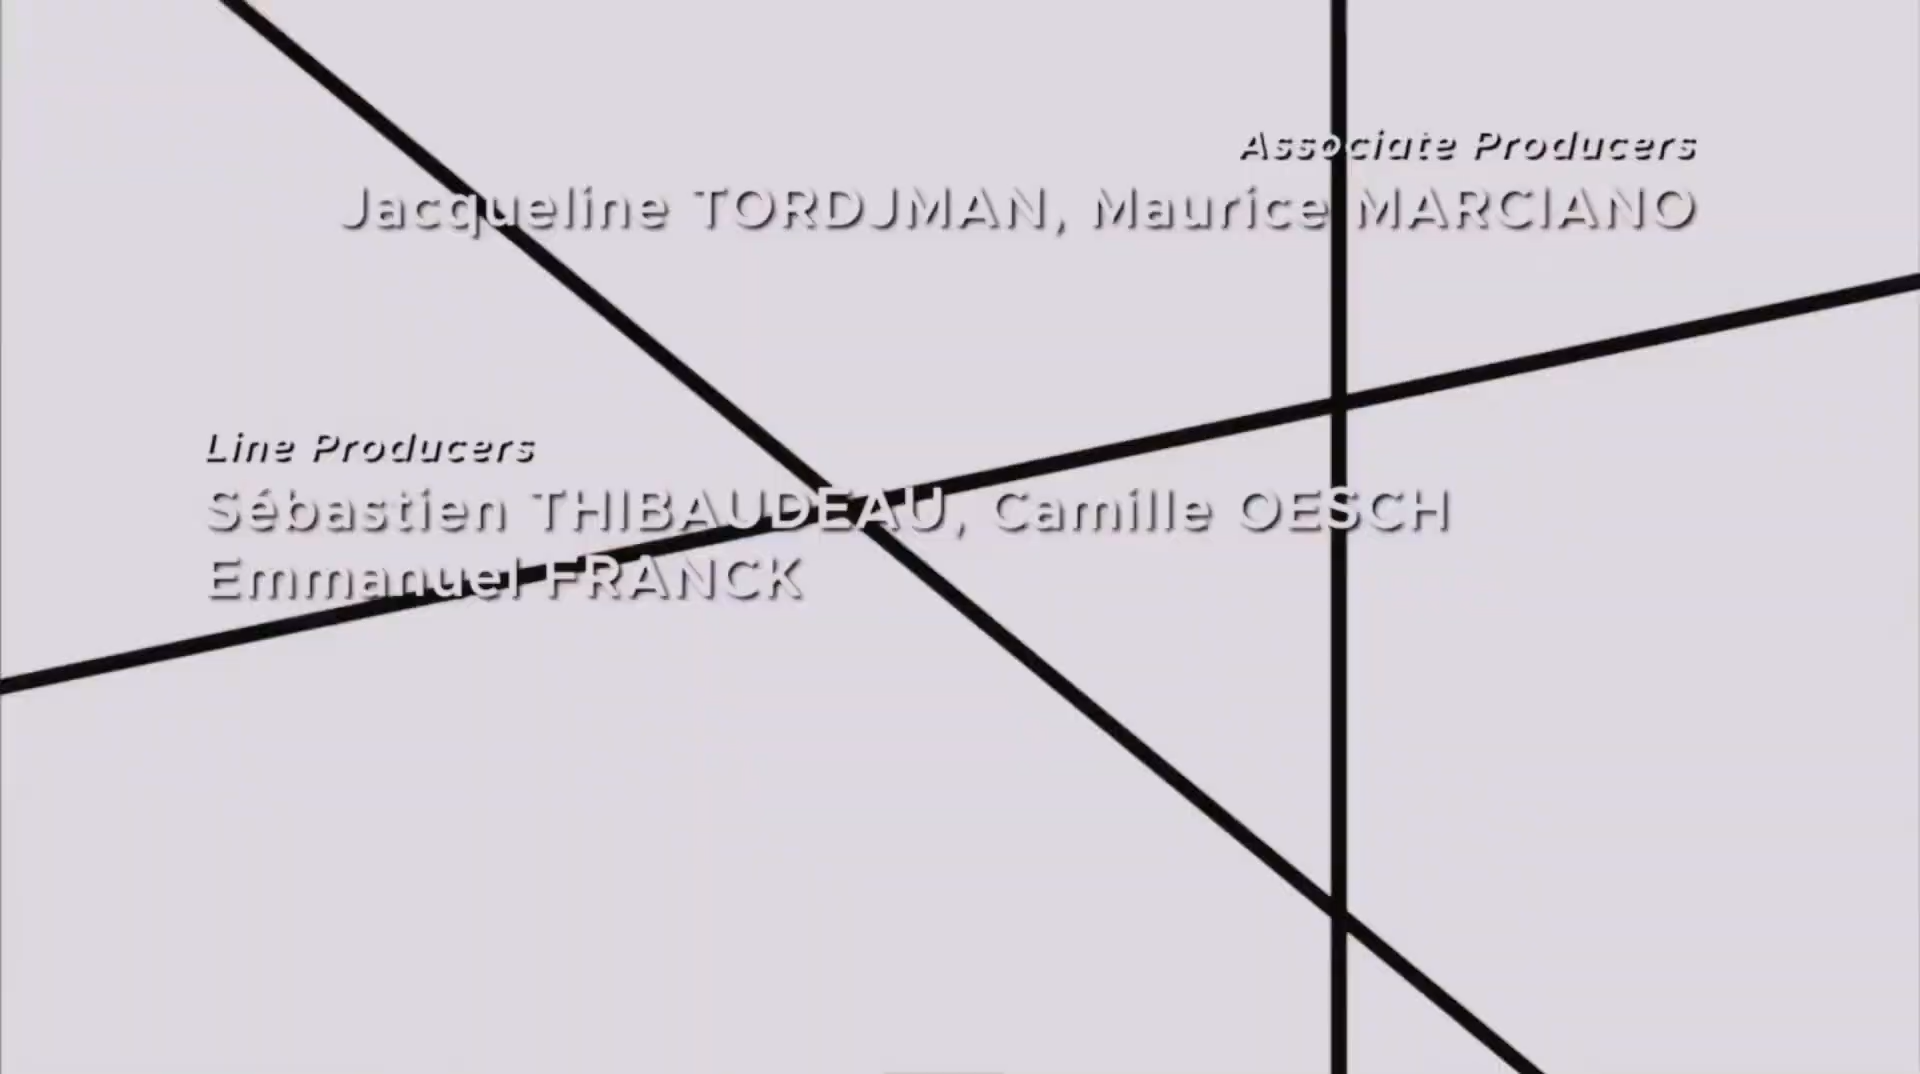 Associate Producers
Jacqueline TORDJMAN, Maurice MARCIANO
Line Producers
Sébastien THIBAUDEAU, Camille OESCH
Emmanuel FRANCK